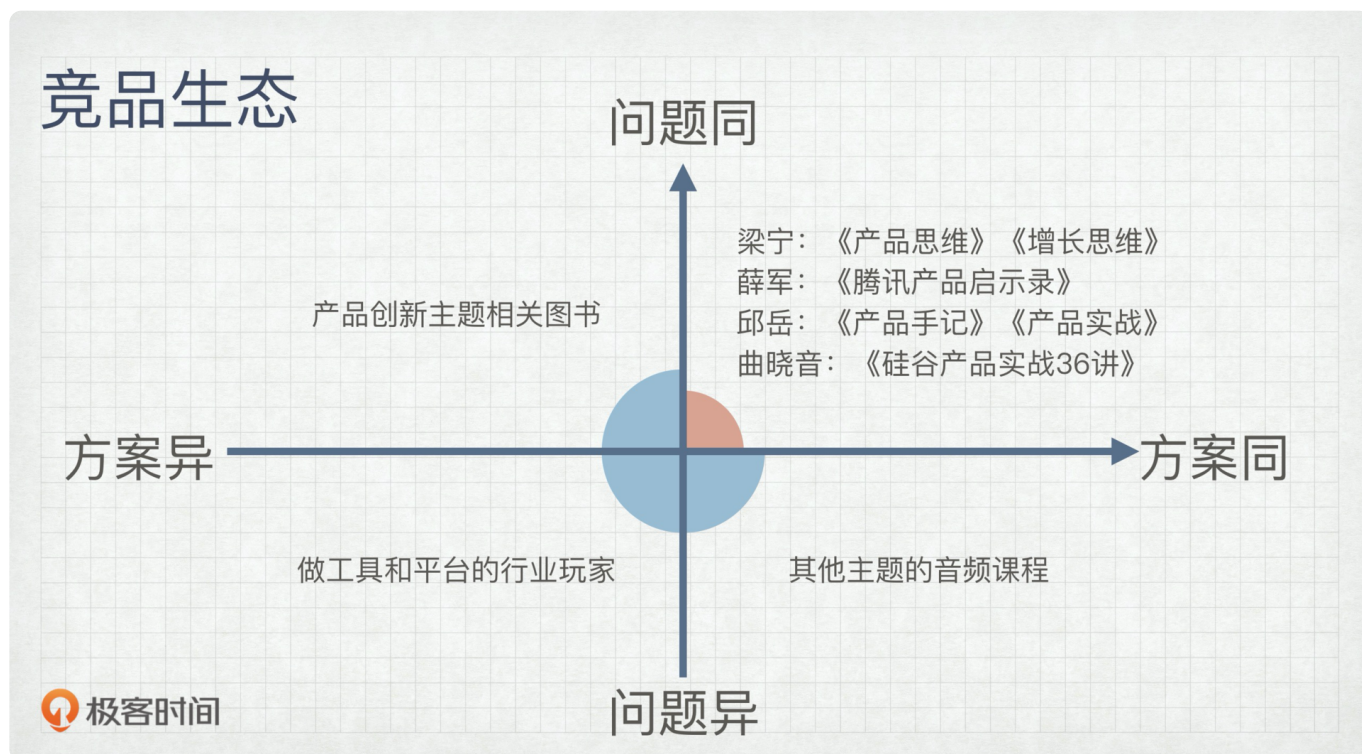 竞品生态
问题同
梁宁：《产品思维》《增长思维》
薛军：《腾讯产品启示录》
邱岳：《产品手记》《产品实战》
曲晓音：《硅谷产品实战36讲》
产品创新主题相关图书
方案异
方案同
做工具和平台的行业玩家
其他主题的音频课程
问题异
极客时间